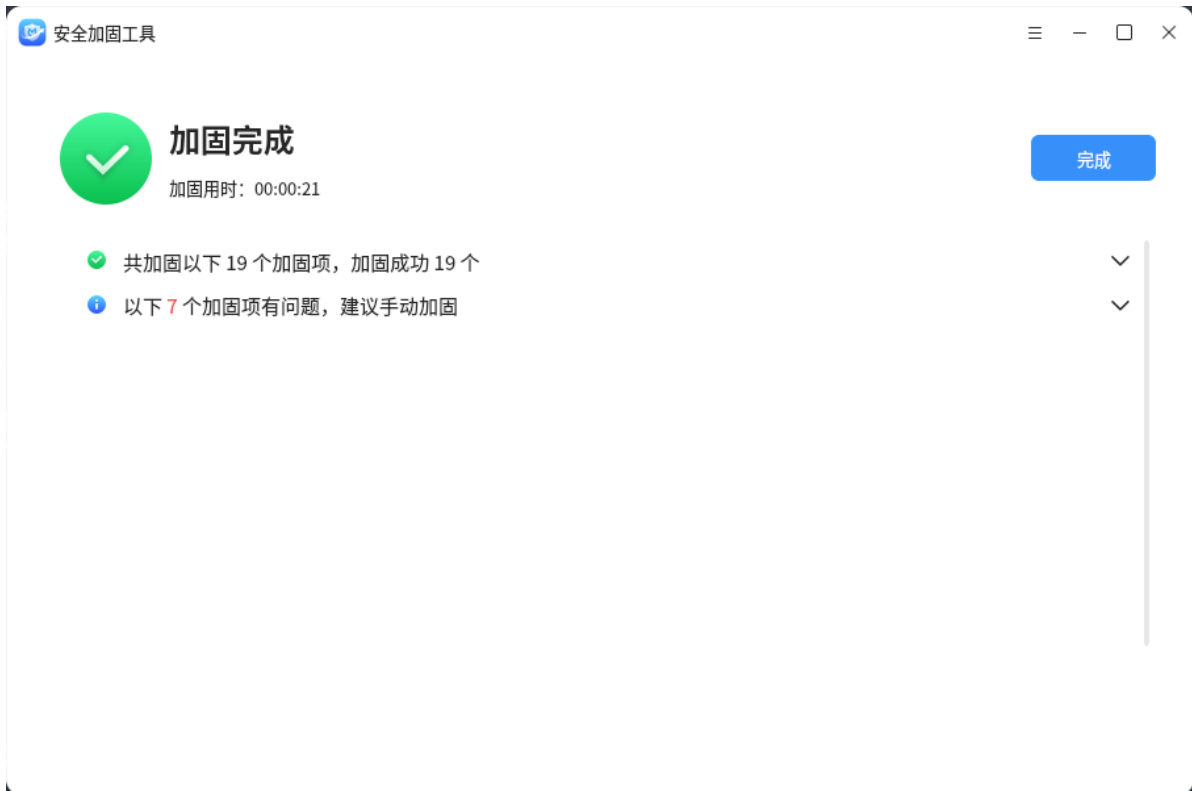 安全加固工具
加固完成
加固用时：00:00:21
完成
共加固以下 19 个加固项，加固成功 19 个
以下 7 个加固项有问题，建议手动加固